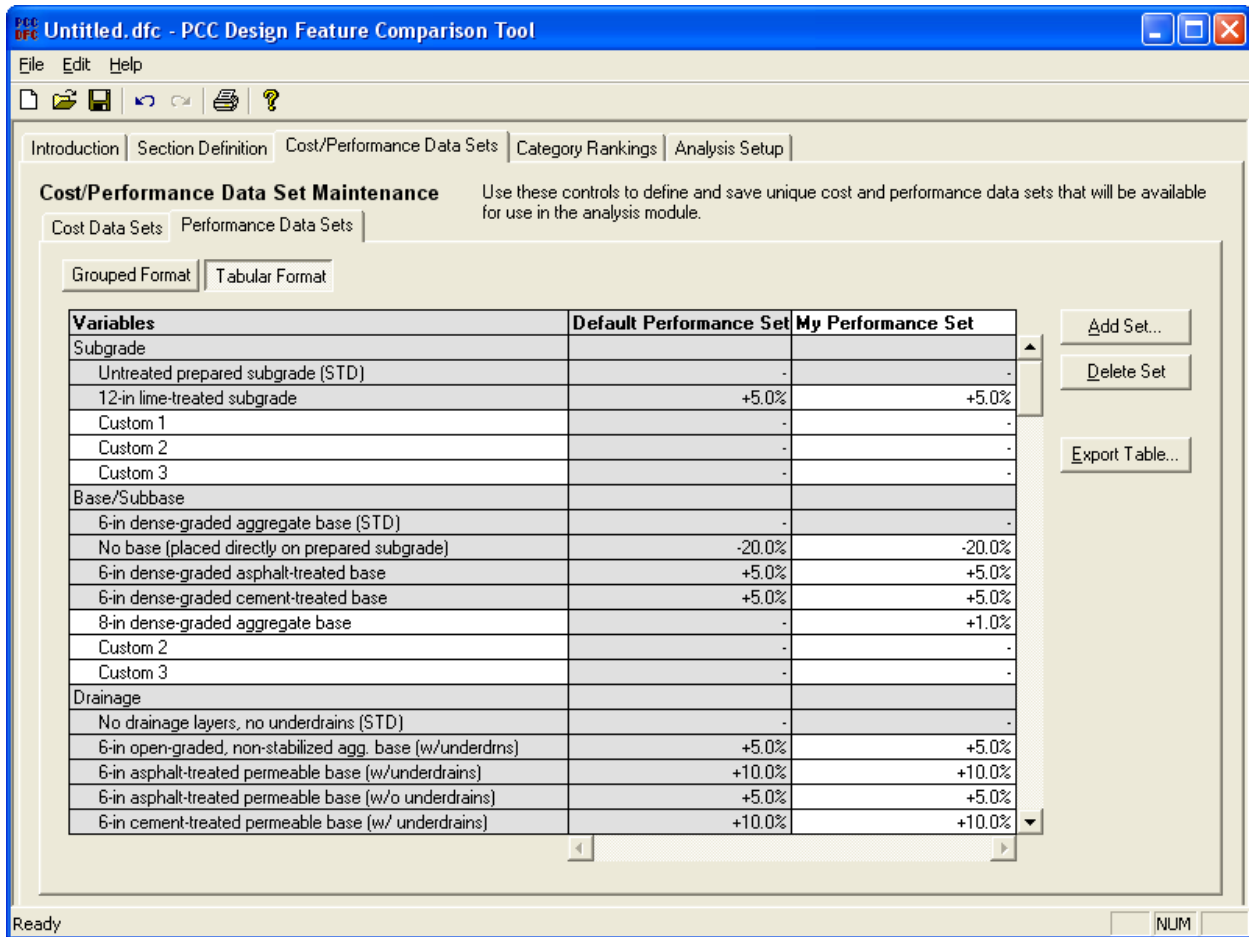 PCC DFC Untitled.dfc - PCC Design Feature Comparison Tool
File Edit Help
Introduction Section Definition Cost/Performance Data Sets Category Rankings Analysis Setup
Cost/Performance Data Set Maintenance
Use these controls to define and save unique cost and performance data sets that will be available
for use in the analysis module.
Cost Data Sets Performance Data Sets
Grouped Format Tabular Format
Variables Default Performance Set My Performance Set
Subgrade
Untreated prepared subgrade (STD) - -
12-in lime-treated subgrade +5.0% +5.0%
Custom 1 - -
Custom 2 - -
Custom 3 - -
Base/Subbase
6-in dense-graded aggregate base (STD) - -
No base (placed directly on prepared subgrade) -20.0% -20.0%
6-in dense-graded asphalt-treated base +5.0% +5.0%
6-in dense-graded cement-treated base +5.0% +5.0%
8-in dense-graded aggregate base - +1.0%
Custom 2 - -
Custom 3 - -
Drainage
No drainage layers, no underdrains (STD) - -
6-in open-graded, non-stabilized agg. base (w/underdrns) +5.0% +5.0%
6-in asphalt-treated permeable base (w/underdrains) +10.0% +10.0%
6-in asphalt-treated permeable base (w/o underdrains) +5.0% +5.0%
6-in cement-treated permeable base (w/ underdrains) +10.0% +10.0%
Add Set...
Delete Set
Export Table...
Ready NUM